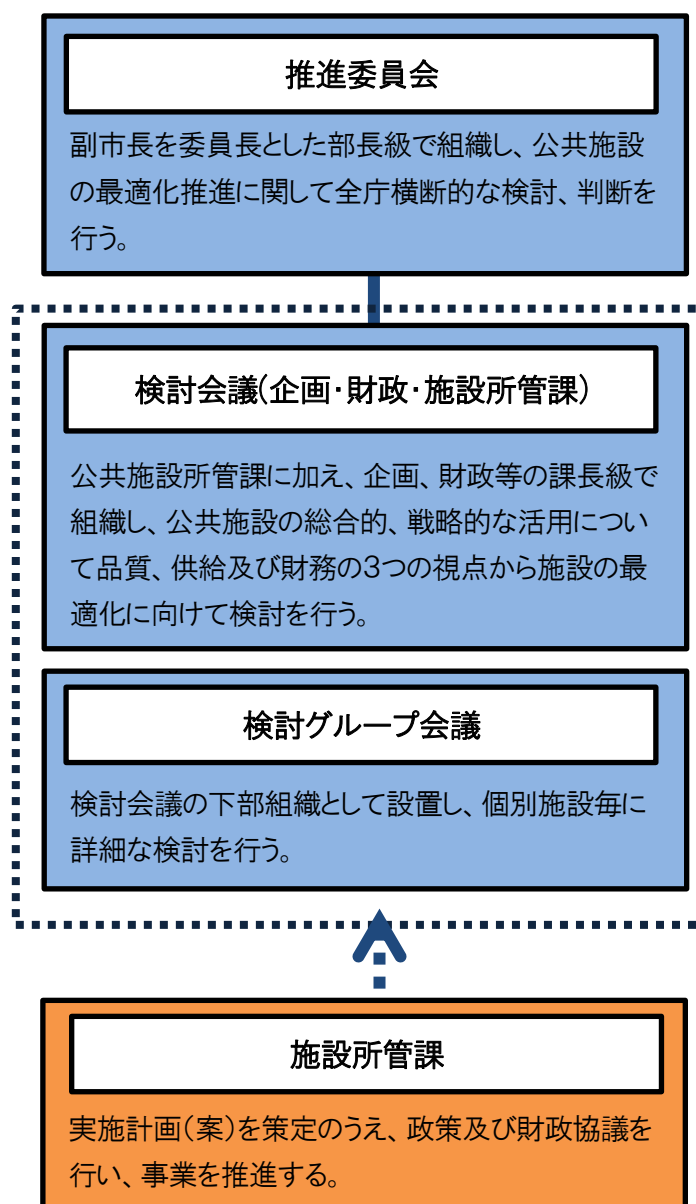 推進委員会
副市長を委員長とした部長級で組織し、公共施設
の最適化推進に関して全庁横断的な検討、判断を
行う。
検討会議(企画・財政・施設所管課)
公共施設所管課に加え、企画、財政等の課長級で
組織し、公共施設の総合的、戦略的な活用につい
て品質、供給及び財務の3つの視点から施設の最
適化に向けて検討を行う。
検討グループ会議
検討会議の下部組織として設置し、個別施設毎に
詳細な検討を行う。
施設所管課
実施計画(案)を策定のうえ、政策及び財政協議を
行い、事業を推進する。